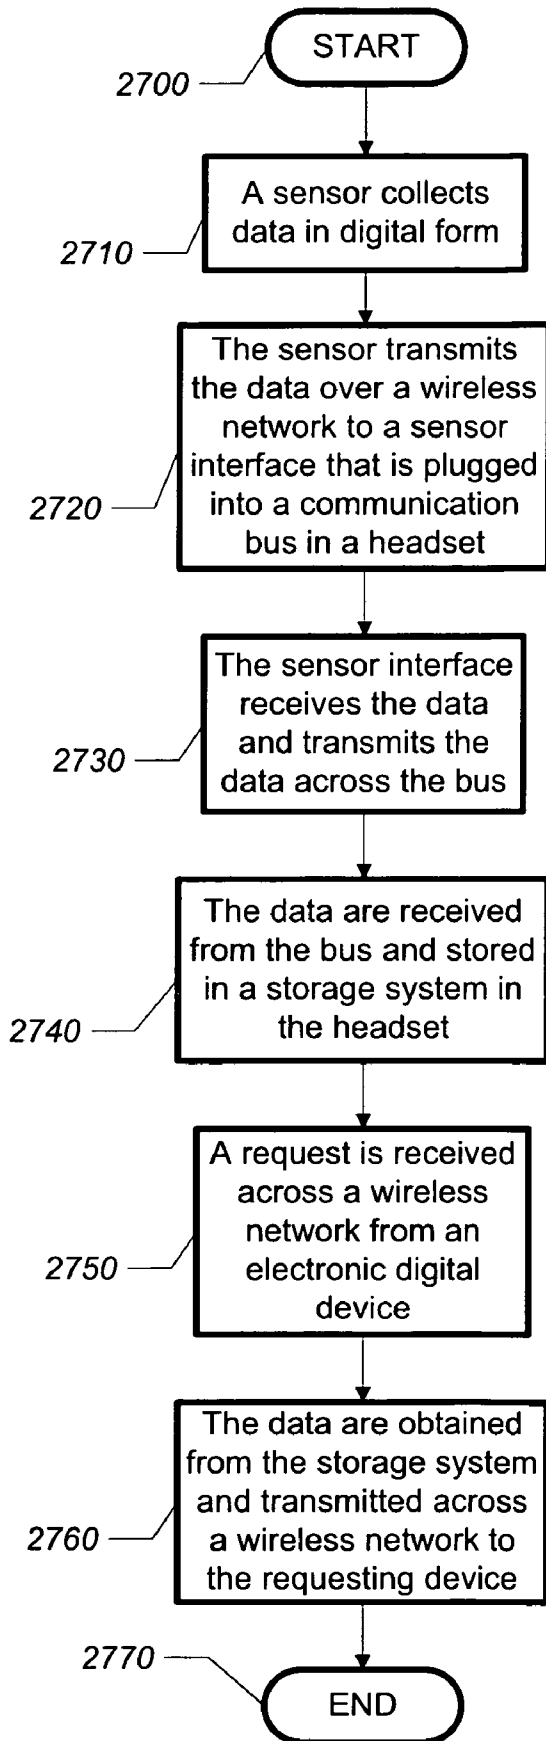 START
2700
A sensor collects
data in digital form
2710
The sensor transmits
the data over a wireless
network to a sensor
interface that is plugged
into a communication
bus in a headset
2720
The sensor interface
receives the data
and transmits the
data across the bus
2730
The data are received
from the bus and stored
in a storage system in
the headset
2740
A request is received
across a wireless
network from an
electronic digital
device
2750
The data are obtained
from the storage system
and transmitted across
a wireless network to
the requesting device
2760
2770
END